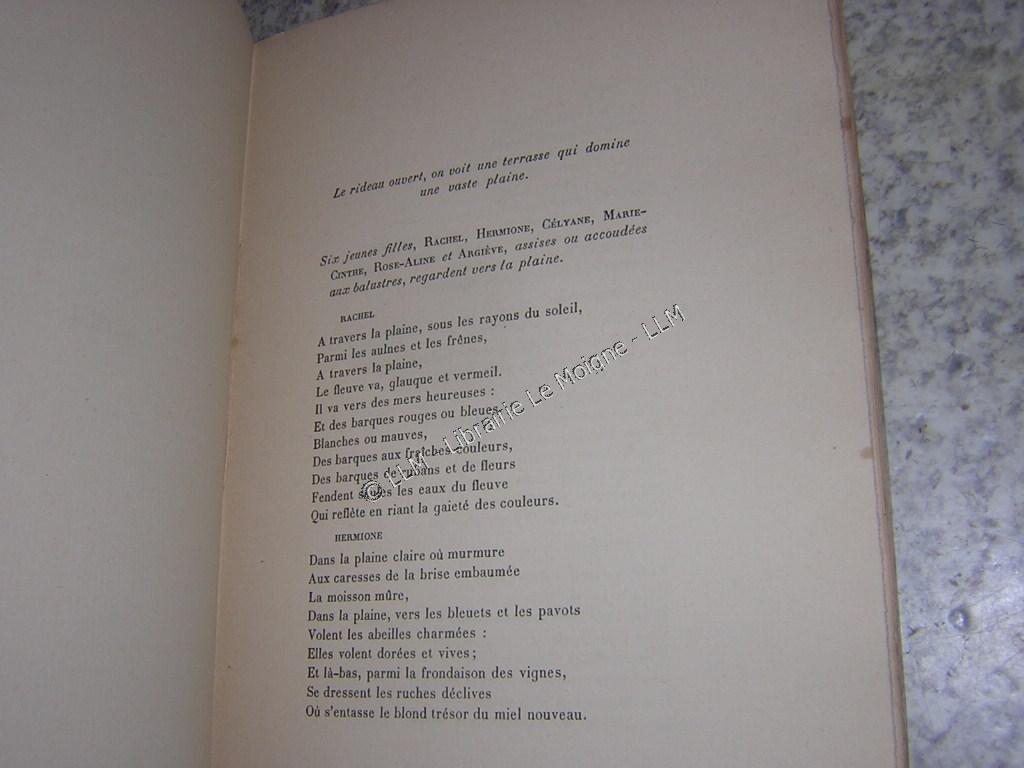 Le rideau ouvert, on voit une terrasse qui domine
une vaste plaine.
Six jeunes filles, RACHEL, HERMIONE, CÉLYANE, MARIE-
CINTHE, ROSE-ALINE et ARGIÈVE, assises ou accoudées
aux balustres, regardent vers la plaine.
RACHEL
A travers la plaine, sous les rayons du soleil,
Parmi les aulnes et les frênes,
A travers la plaine,
Le fleuve va, glauque et vermeil.
Il va vers des mers heureuses :
Et des barques rouges ou bleues,
Blanches ou mauves,
Des barques aux fraîches couleurs,
Des barques de rubans et de fleurs
Fendent seules les eaux du fleuve
Qui reflète en riant la gaieté des couleurs.
HERMIONE
Dans la plaine claire où murmure
Aux caresses de la brise embaumée
La moisson mûre,
Dans la plaine, vers les bleuets et les pavots
Volent les abeilles charmées :
Elles volent dorées et vives ;
Et là-bas, parmi la frondaison des vignes,
Se dressent les ruches déclives
Où s'entasse le blond trésor du miel nouveau.
© LLM - Librairie Le Moigne - LLM